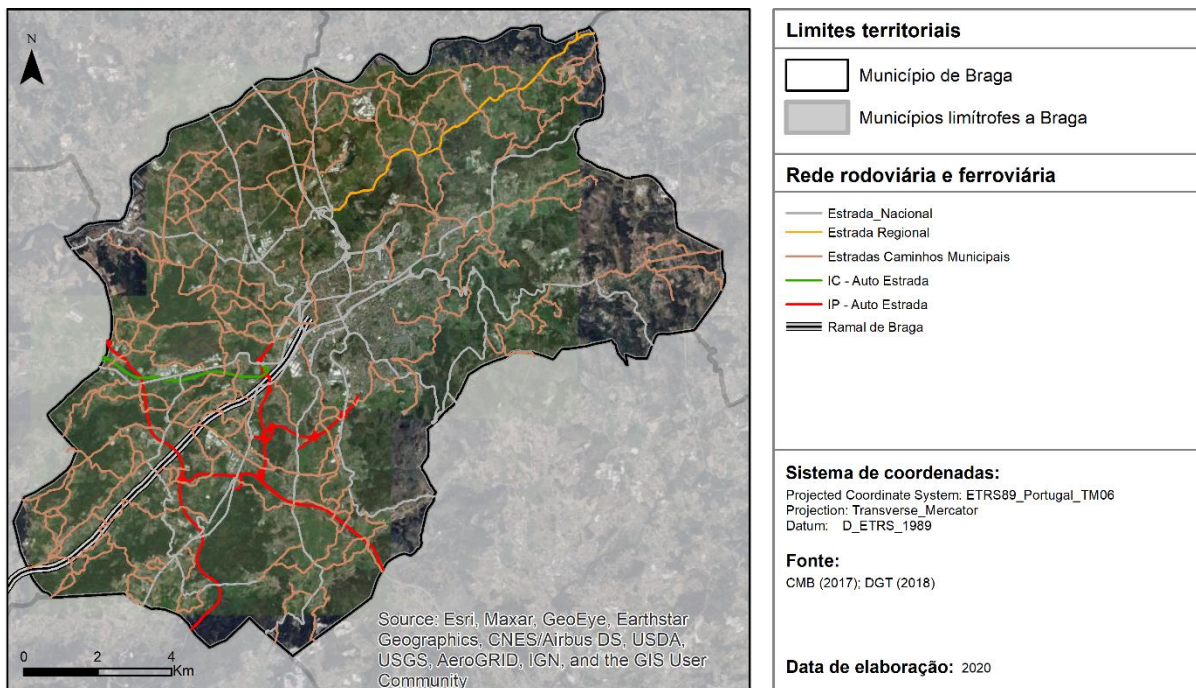 N
0 2 4
Km
Source: Esri, Maxar, GeoEye, Earthstar
Geographics, CNES/Airbus DS, USDA,
USGS, AeroGRID, IGN, and the GIS User
Community
Limites territoriais
Município de Braga
Municípios limítrofes a Braga
Rede rodoviária e ferroviária
Estrada_Nacional
Estrada Regional
Estradas Caminhos Municipais
IC - Auto Estrada
IP - Auto Estrada
Ramal de Braga
Sistema de coordenadas:
Projected Coordinate System: ETRS89_Portugal_TM06
Projection: Transverse_Mercator
Datum: D_ETRS_1989
Fonte:
CMB (2017); DGT (2018)
Data de elaboração: 2020